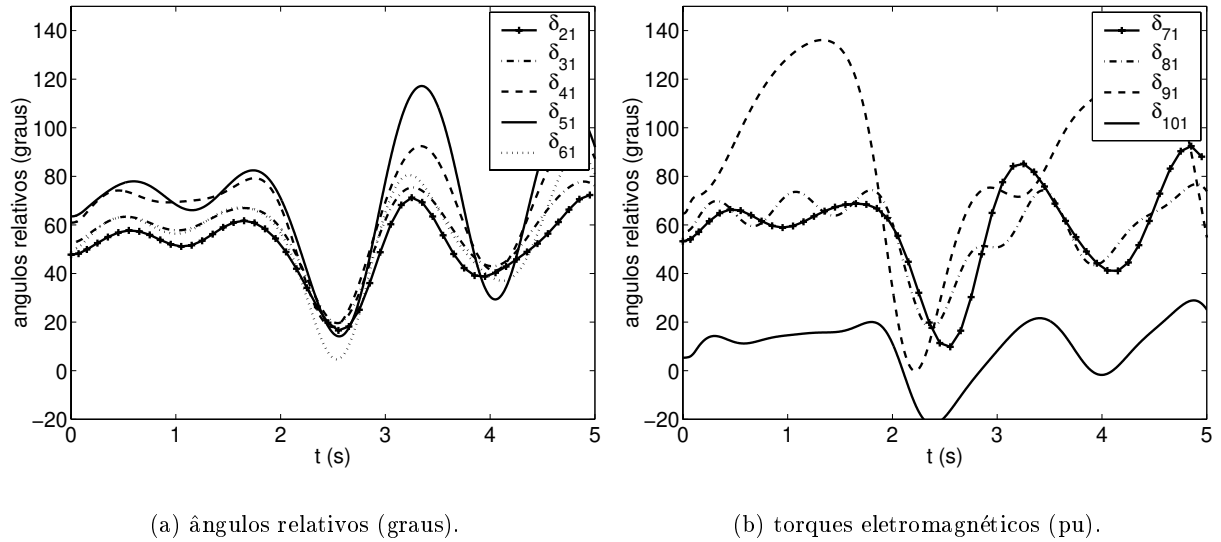 140
120
100
80
60
40
20
0
−20
0 1 2 3 4 5
t (s)
angulos relativos (graus)
δ21
δ31
δ41
δ51
δ61
140
120
100
80
60
40
20
0
−20
0 1 2 3 4 5
t (s)
angulos relativos (graus)
δ71
δ81
δ91
δ101
(a) ângulos relativos (graus).
(b) torques eletromagnéticos (pu).